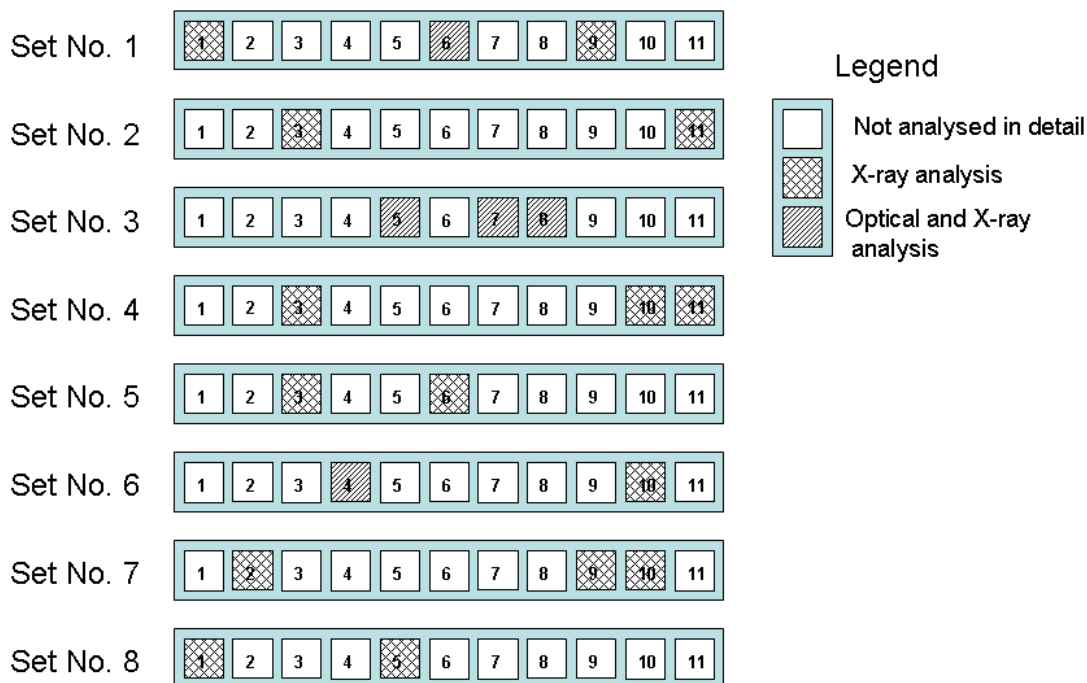 Set No. 1 1 2 3 4 5 6 7 8 9 10 11
Legend
Set No. 2 1 2 3 4 5 6 7 8 9 10 11
Not analysed in detail
X-ray analysis
Set No. 3 1 2 3 4 5 6 7 8 9 10 11
Optical and X-ray
analysis
Set No. 4 1 2 3 4 5 6 7 8 9 10 11
Set No. 5 1 2 3 4 5 6 7 8 9 10 11
Set No. 6 1 2 3 4 5 6 7 8 9 10 11
Set No. 7 1 2 3 4 5 6 7 8 9 10 11
Set No. 8 1 2 3 4 5 6 7 8 9 10 11